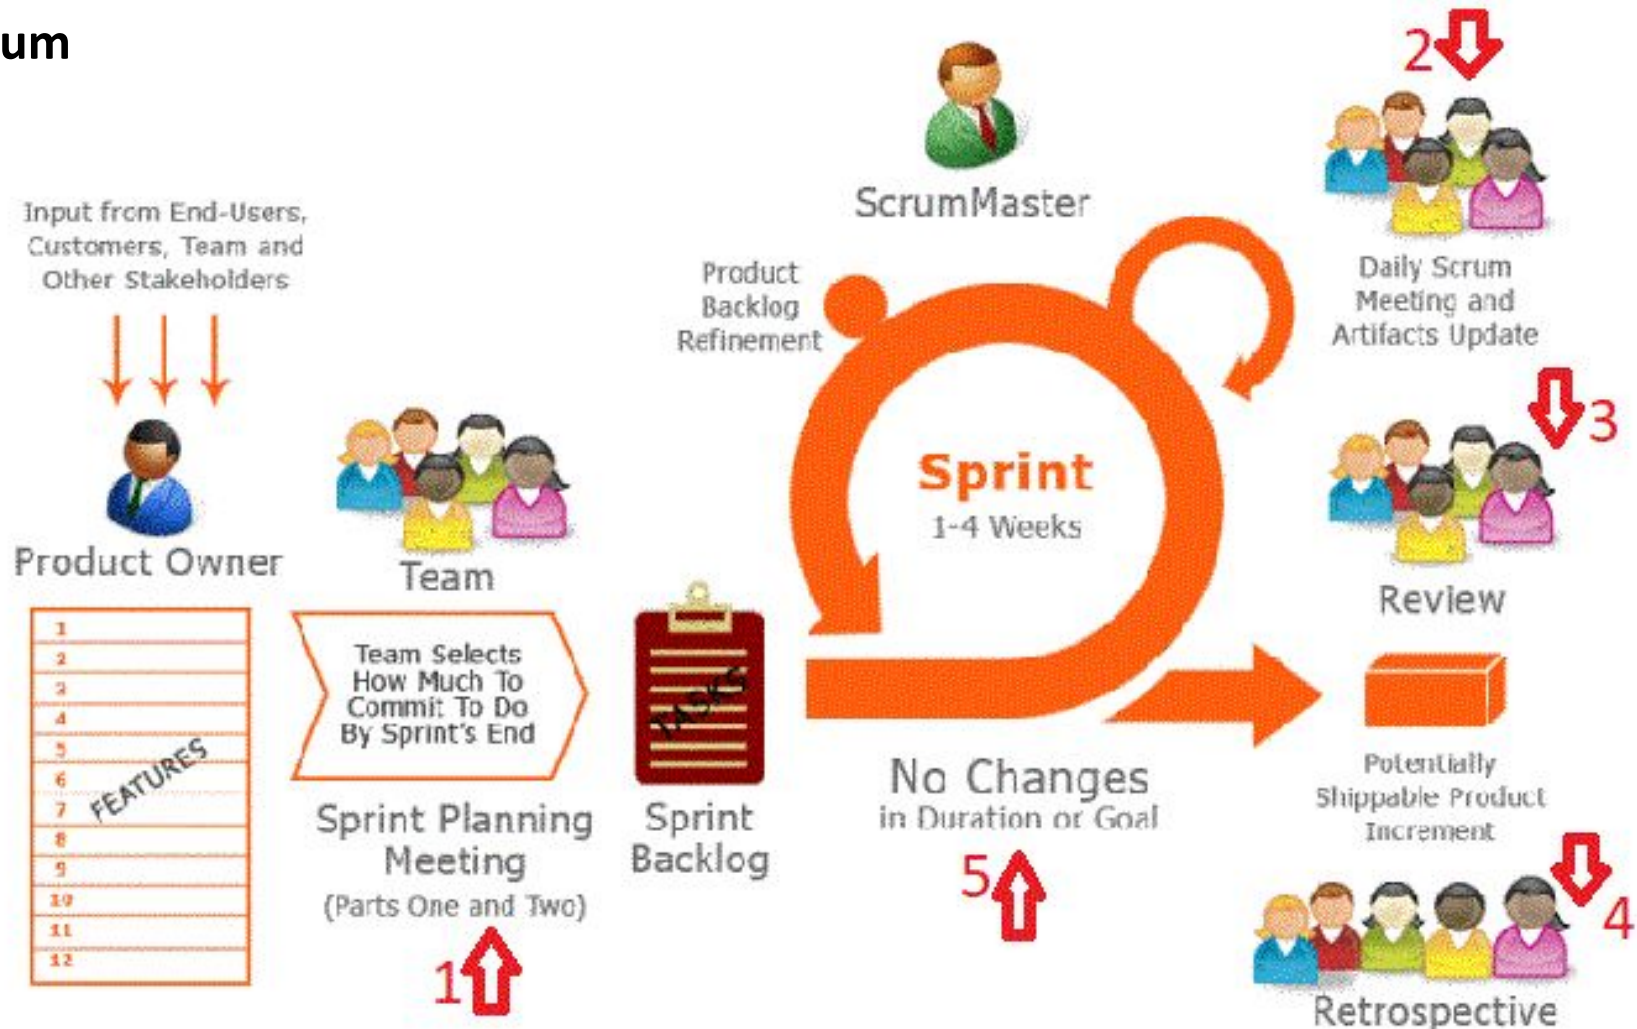 um
Input from End-Users,
Customers, Team and
Other Stakeholders
Product Owner
1
2
3
4
5
6
7
8
9
10
11
12
FEATURES
Team
Team Selects
How Much To
Commit To Do
By Sprint's End
Sprint Planning
Meeting
(Parts One and Two)
1
TASKS
Sprint
Backlog
ScrumMaster
Product
Backlog
Refinement
Sprint
1-4 Weeks
No Changes
in Duration or Goal
5
2
Daily Scrum
Meeting and
Artifacts Update
3
Review
Potentially
Shippable Product
Increment
4
Retrospective